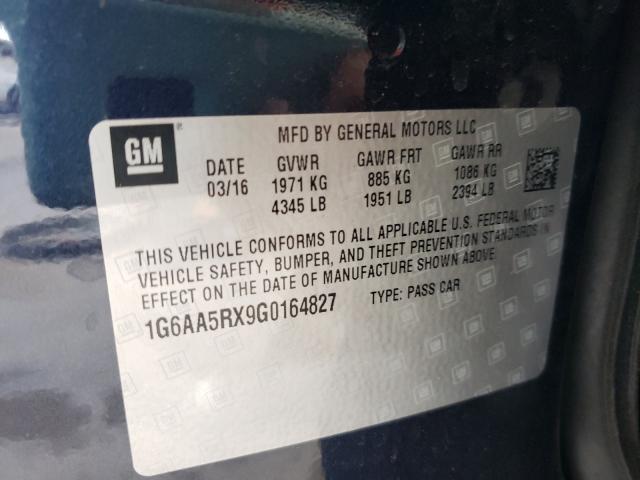 GM
MFD BY GENERAL MOTORS LLC
DATE GVWR GAWR FRT GAWR RR
03/16 1971 KG 885 KG 1086 KG
4345 LB 1951 LB 2394 LB
THIS VEHICLE CONFORMS TO ALL APPLICABLE U.S. FEDERAL MOTOR
VEHICLE SAFETY, BUMPER, AND THEFT PREVENTION STANDARDS IN
EFFECT ON THE DATE OF MANUFACTURE SHOWN ABOVE
1G6AA5RX9G0164827 TYPE: PASS CAR